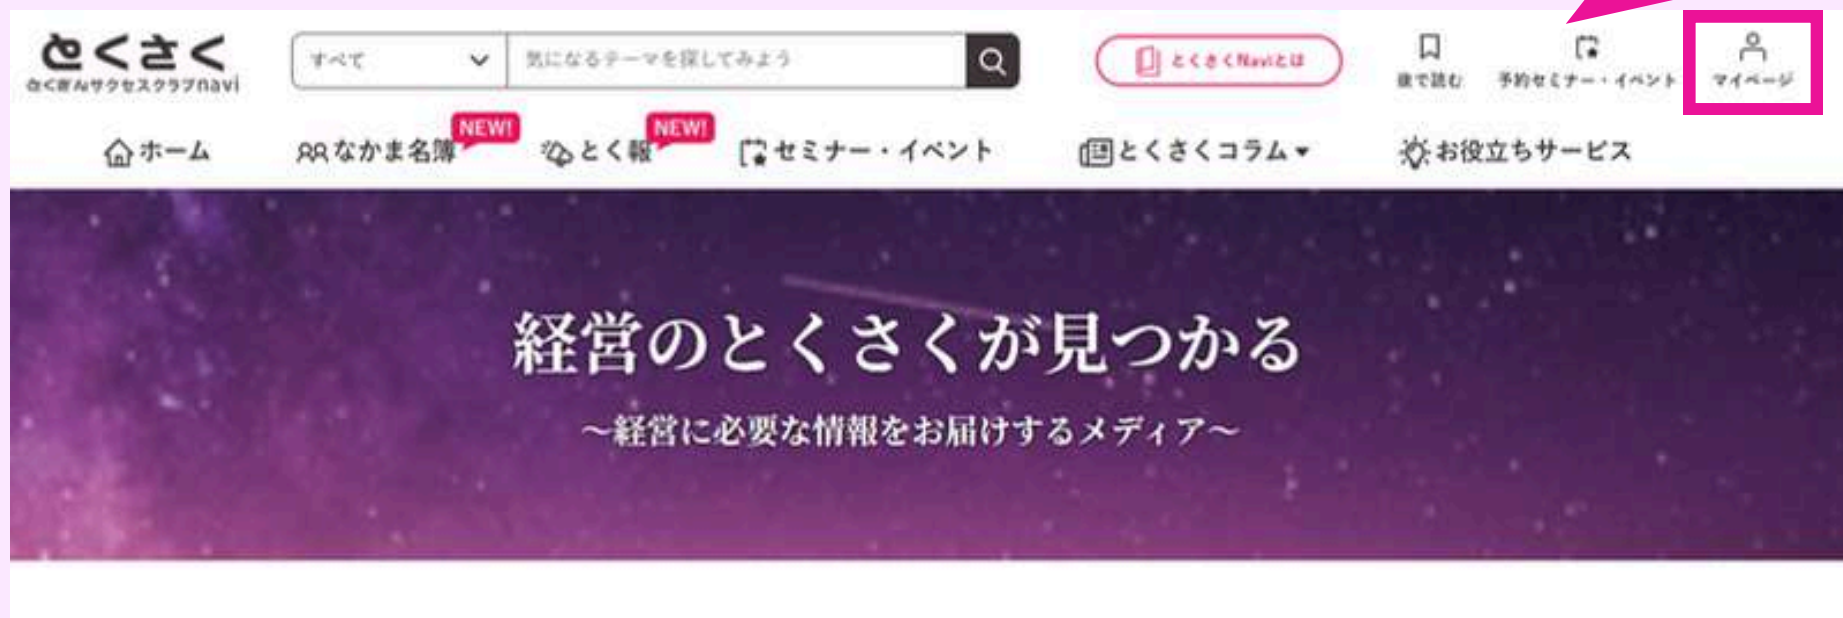 とくさく
とくぎんサクセスクラブnavi
すべて
気になるテーマを探してみよう
とくさくNaviとは
後で読む
予約セミナー・イベント
マイページ
ホーム
なかま名簿
NEW!
とく報
NEW!
セミナー・イベント
とくさくコラム
お役立ちサービス
経営のとくさくが見つかる
～経営に必要な情報をお届けするメディア～